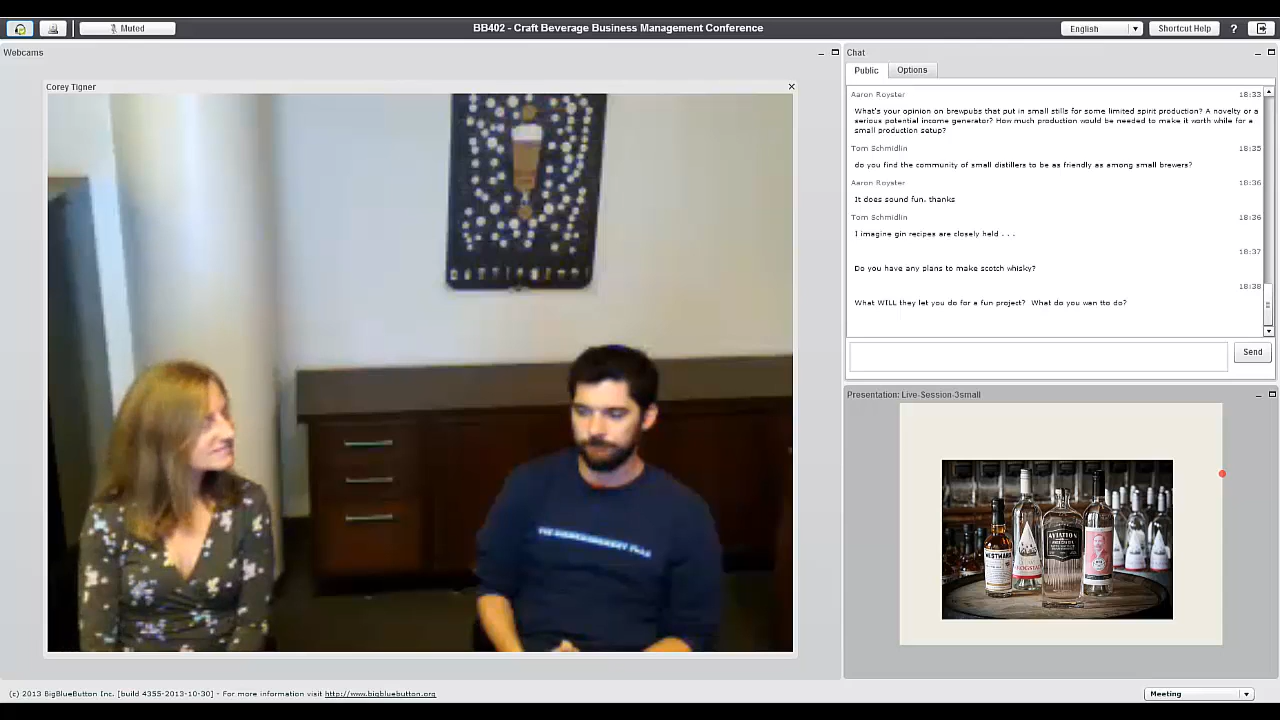 Muted
BB402 - Craft Beverage Business Management Conference
English
Shortcut Help
?
Webcams
Corey Tigner
Chat
Public
Options
Aaron Royster 18:33
What's your opinion on brewpubs that put in small stills for some limited spirit production? A novelty or a
serious potential income generator? How much production would be needed to make it worth while for a
small production setup?
Tom Schmidlin 18:35
do you find the community of small distillers to be as friendly as among small brewers?
Aaron Royster 18:36
It does sound fun. thanks
Tom Schmidlin 18:36
I imagine gin recipes are closely held . . .
18:37
Do you have any plans to make scotch whisky?
18:38
What WILL they let you do for a fun project?  What do you wan tto do?
Send
Presentation: Live-Session-3small
WESTWARD
AVIATION
(c) 2013 BigBlueButton Inc. [build 4355-2013-10-30] - For more information visit http://www.bigbluebutton.org
Meeting